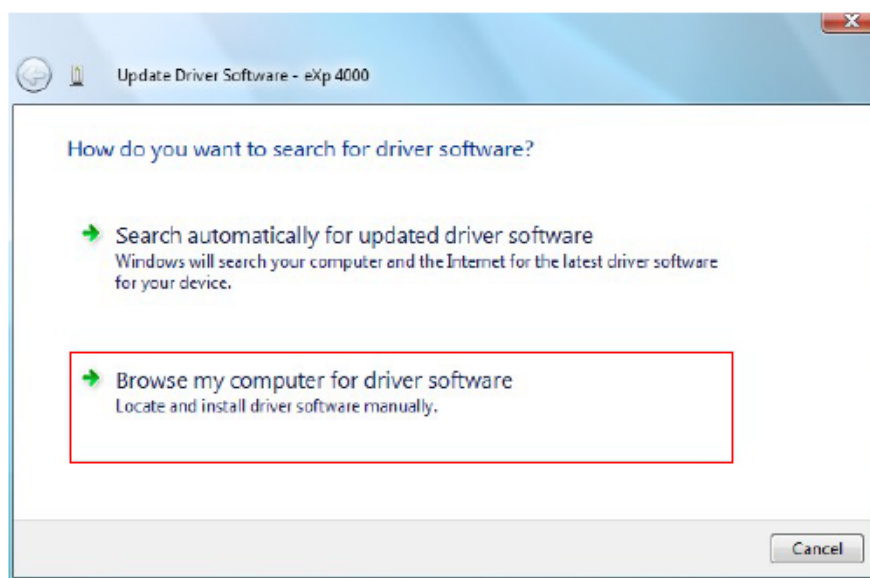 Update Driver Software - eXp 4000
How do you want to search for driver software?
Search automatically for updated driver software
Windows will search your computer and the Internet for the latest driver software
for your device.
Browse my computer for driver software
Locate and install driver software manually.
Cancel